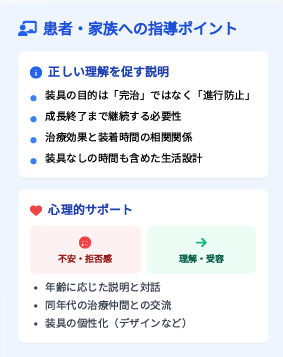 患者・家族への指導ポイント
正しい理解を促す説明
装具の目的は「完治」ではなく「進行防止」
成長終了まで継続する必要性
治療効果と装着時間の相関関係
装具なしの時間も含めた生活設計
心理的サポート
不安・拒否感
理解・受容
年齢に応じた説明と対話
同年代の治療仲間との交流
装具の個性化（デザインなど）